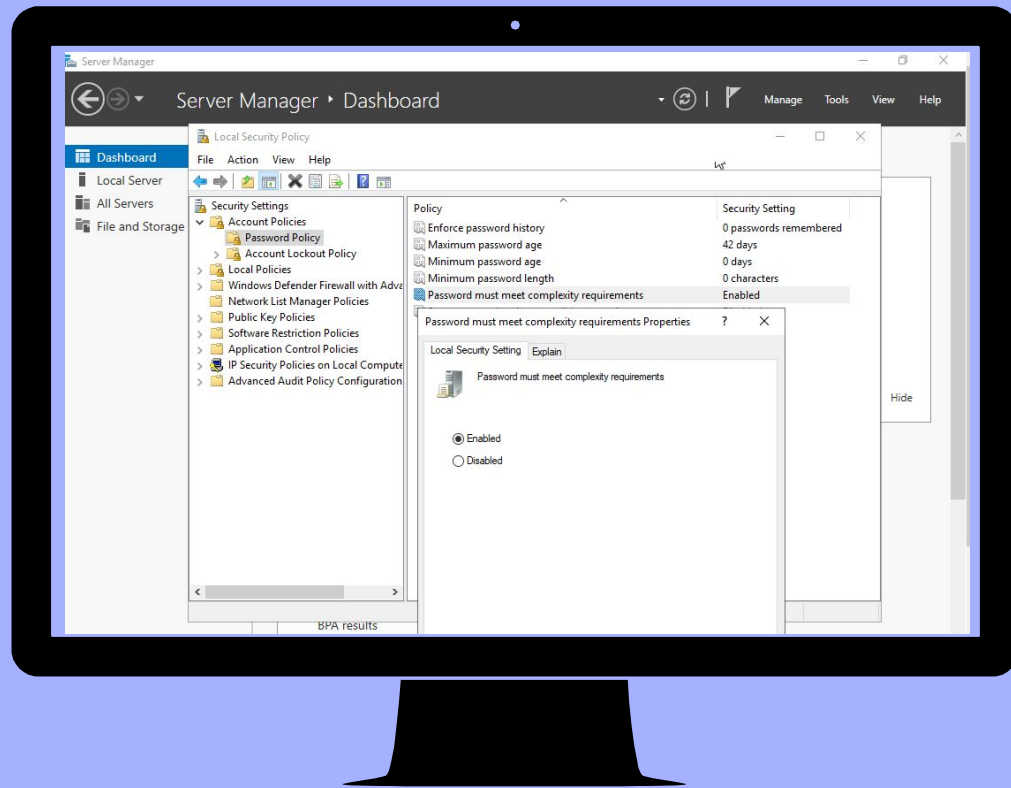 Server Manager
Server Manager • Dashboard
Manage Tools View Help
Dashboard
Local Server
All Servers
File and Storage
Local Security Policy
File Action View Help
Security Settings
Account Policies
Password Policy
Account Lockout Policy
Local Policies
Windows Defender Firewall with Adva
Network List Manager Policies
Public Key Policies
Software Restriction Policies
Application Control Policies
IP Security Policies on Local Compute
Advanced Audit Policy Configuration
Policy Security Setting
Enforce password history 0 passwords remembered
Maximum password age 42 days
Minimum password age 0 days
Minimum password length 0 characters
Password must meet complexity requirements Enabled
Password must meet complexity requirements Properties ?
Local Security Setting Explain
Password must meet complexity requirements
Enabled
Disabled
Hide
BPA results